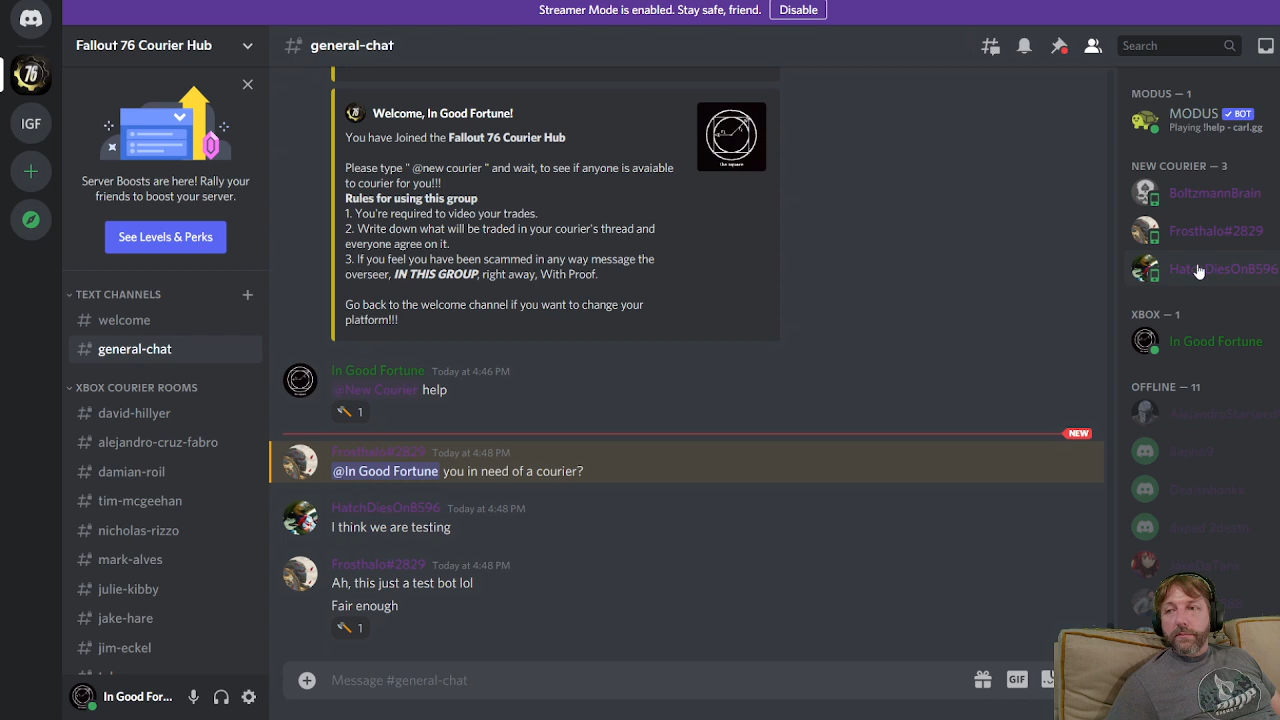 Streamer Mode is enabled. Stay safe, friend. Disable
Fallout 76 Courier Hub
general-chat
Search
76
IGF
Server Boosts are here! Rally your
friends to boost your server.
See Levels & Perks
TEXT CHANNELS
welcome
general-chat
XBOX COURIER ROOMS
david-hillyer
alejandro-cruz-fabro
damian-roil
tim-mcgeehan
nicholas-rizzo
mark-alves
julie-kibby
jake-hare
jim-eckel
In Good For...
Welcome, In Good Fortune!
You have Joined the Fallout 76 Courier Hub
Please type " @new courier " and wait, to see if anyone is avaiable
to courier for you!!!
Rules for using this group
1. You're required to video your trades.
2. Write down what will be traded in your courier's thread and
everyone agree on it.
3. If you feel you have been scammed in any way message the
overseer, IN THIS GROUP, right away, With Proof.
Go back to the welcome channel if you want to change your
platform!!!
the square
In Good Fortune Today at 4:46 PM
@New Courier help
1
NEW
Frosthalo#2829 Today at 4:48 PM
@In Good Fortune you in need of a courier?
HatchDiesOnB596 Today at 4:48 PM
I think we are testing
Frosthalo#2829 Today at 4:48 PM
Ah, this just a test bot lol
Fair enough
1
Message #general-chat
GIF
MODUS — 1
MODUS BOT
Playing !help - carl.gg
NEW COURIER — 3
BoltzmannBrain
Frosthalo#2829
HatchDiesOnB596
XBOX — 1
In Good Fortune
OFFLINE — 11